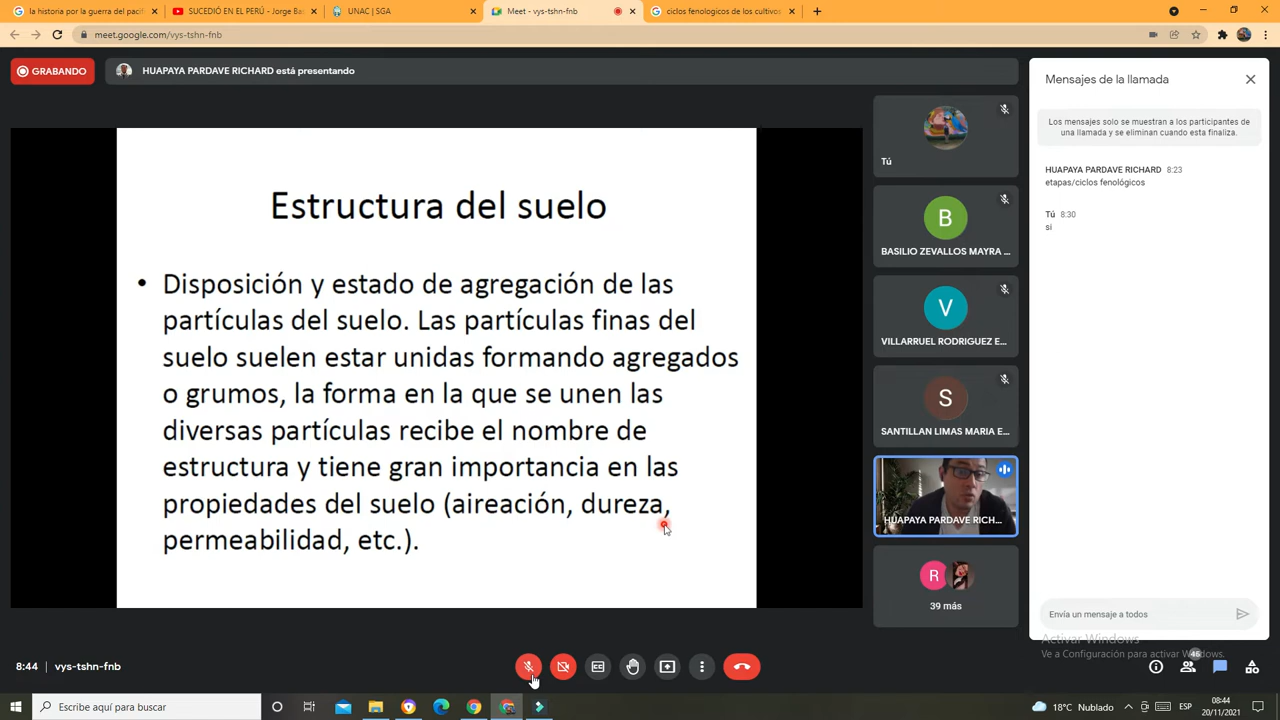 la historia por la guerra del pacif
SUCEDIÓ EN EL PERÚ - Jorge Ba
UNAC | SGA
Meet - vys-tshn-fnb
ciclos fenologicos de los cultivos
meet.google.com/vys-tshn-fnb
GRABANDO
HUAPAYA PARDAVE RICHARD está presentando
Estructura del suelo
• Disposición y estado de agregación de las
partículas del suelo. Las partículas finas del
suelo suelen estar unidas formando agregados
o grumos, la forma en la que se unen las
diversas partículas recibe el nombre de
estructura y tiene gran importancia en las
propiedades del suelo (aireación, dureza,
permeabilidad, etc.).
Tú
B
BASILIO ZEVALLOS MAYRA ...
V
VILLARRUEL RODRIGUEZ E...
S
SANTILLAN LIMAS MARIA E...
HUAPAYA PARDAVE RICH...
R
39 más
Mensajes de la llamada
Los mensajes solo se muestran a los participantes de
una llamada y se eliminan cuando esta finaliza.
HUAPAYA PARDAVE RICHARD 8:23
etapas/ciclos fenológicos
Tú 8:30
si
Envía un mensaje a todos
Activar Windows
Ve a Configuración para activar Windows.
8:44 vys-tshn-fnb
46
Escribe aquí para buscar
18°C Nublado
ESP
08:44
20/11/2021